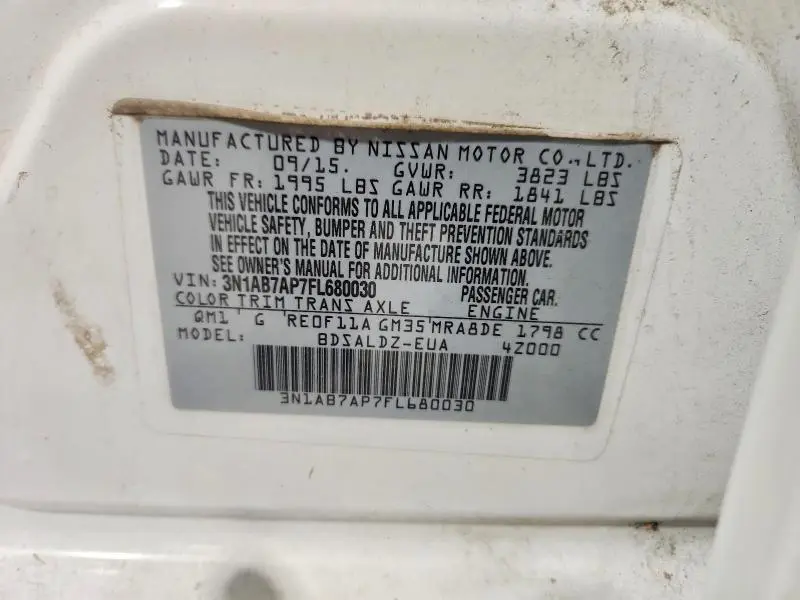 MANUFACTURED BY NISSAN MOTOR CO., LTD.
DATE: 09/15. GVWR: 3823 LBS
GAWR FR: 1995 LBS GAWR RR: 1841 LBS
THIS VEHICLE CONFORMS TO ALL APPLICABLE FEDERAL MOTOR
VEHICLE SAFETY, BUMPER AND THEFT PREVENTION STANDARDS
IN EFFECT ON THE DATE OF MANUFACTURE SHOWN ABOVE.
SEE OWNER'S MANUAL FOR ADDITIONAL INFORMATION.
VIN: 3N1AB7AP7FL680030 PASSENGER CAR.
COLOR TRIM TRANS AXLE ENGINE
QM1' G 'RE0F11A GM35'MRA8DE 1798 CC
MODEL: BDSALDZ-EUA 4Z000
3N1AB7AP7FL680030